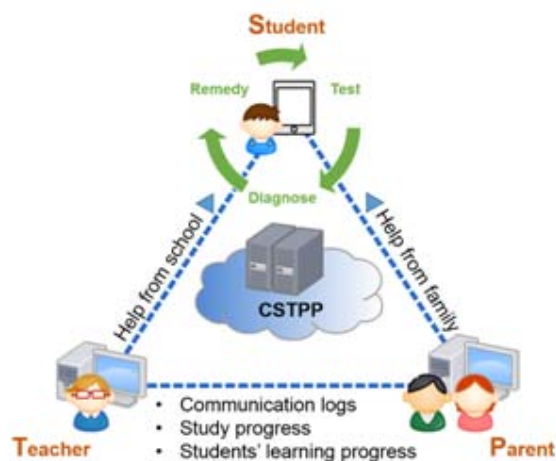 Student
Remedy
Test
Diagnose
Help from school
Help from family
CSTPP
Teacher
• Communication logs
• Study progress
• Students' learning progress
Parent